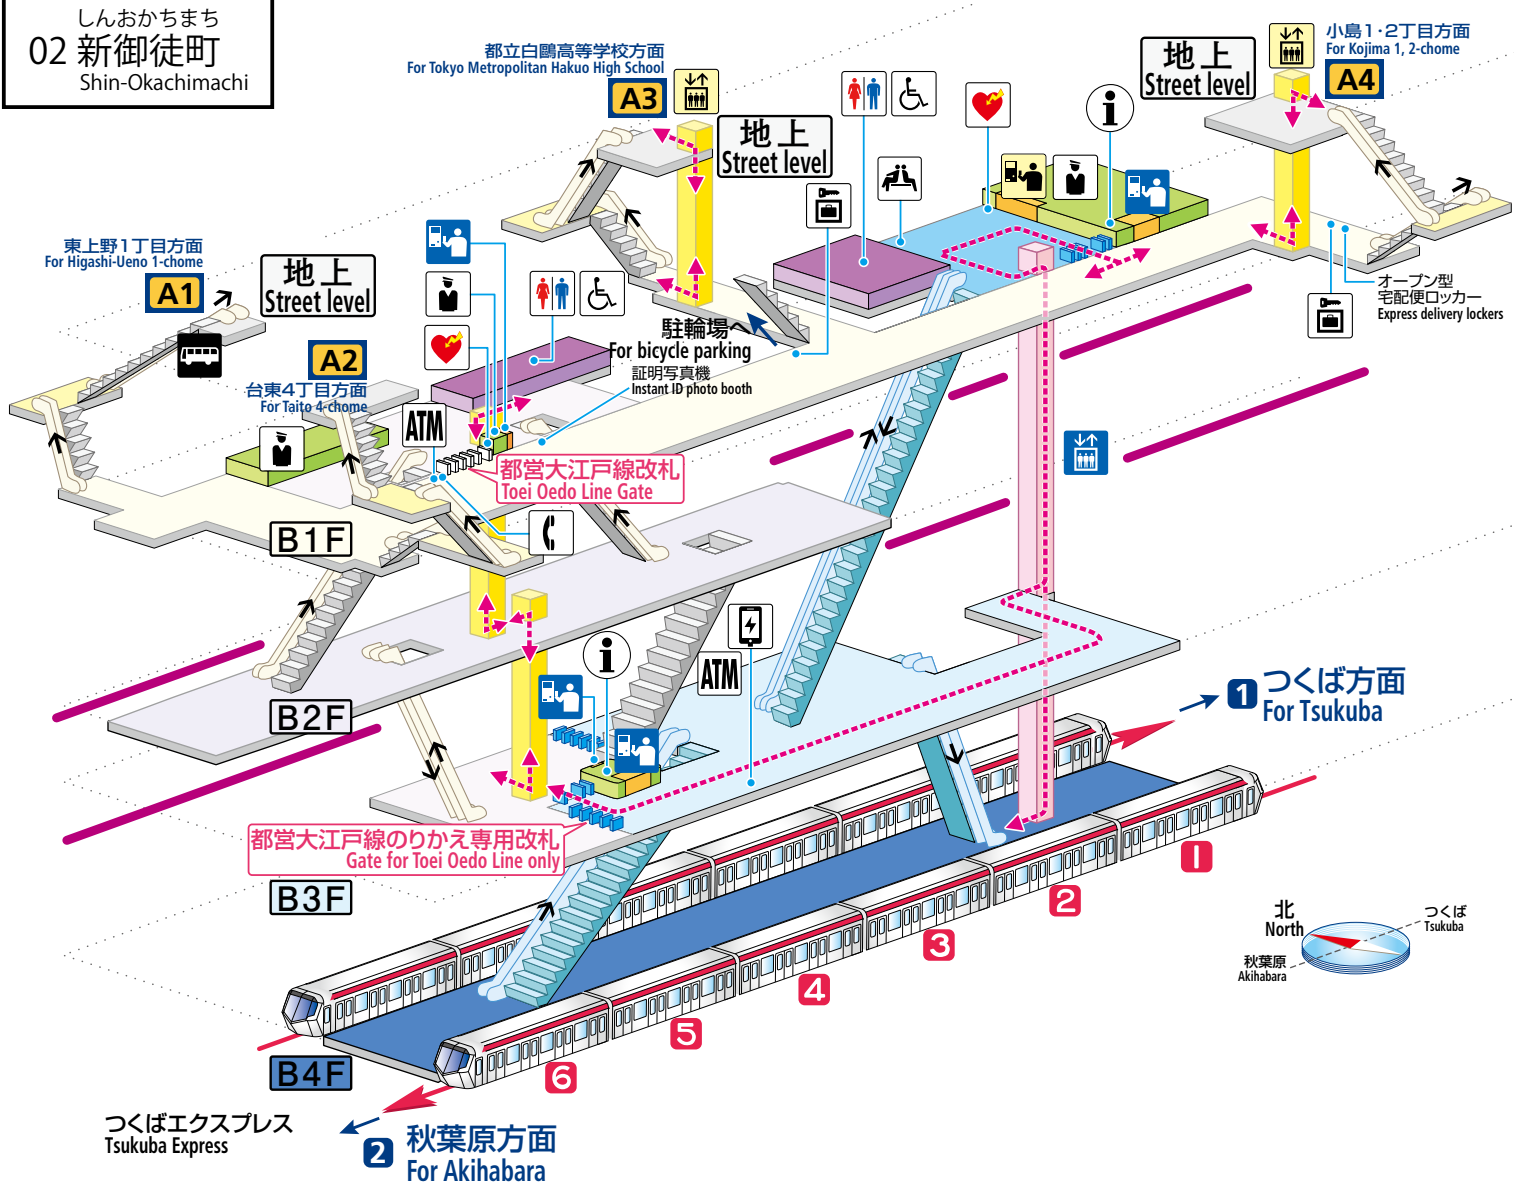 しんおかちまち
02 新御徒町
Shin-Okachimachi
都立白鷗高等学校方面
For Tokyo Metropolitan Hakuo High School
A3
地上
Street level
地上
Street level
小島1・2丁目方面
For Kojima 1, 2-chome
A4
東上野1丁目方面
For Higashi-Ueno 1-chome
A1
地上
Street level
A2
台東4丁目方面
For Taito 4-chome
ATM
駐輪場へ
For bicycle parking
証明写真機
Instant ID photo booth
オープン型
宅配便ロッカー
Express delivery lockers
都営大江戸線改札
Toei Oedo Line Gate
B1F
B2F
ATM
1 つくば方面
For Tsukuba
都営大江戸線のりかえ専用改札
Gate for Toei Oedo Line only
B3F
1
2
3
4
5
6
北
North
つくば
Tsukuba
秋葉原
Akihabara
B4F
つくばエクスプレス
Tsukuba Express
2 秋葉原方面
For Akihabara